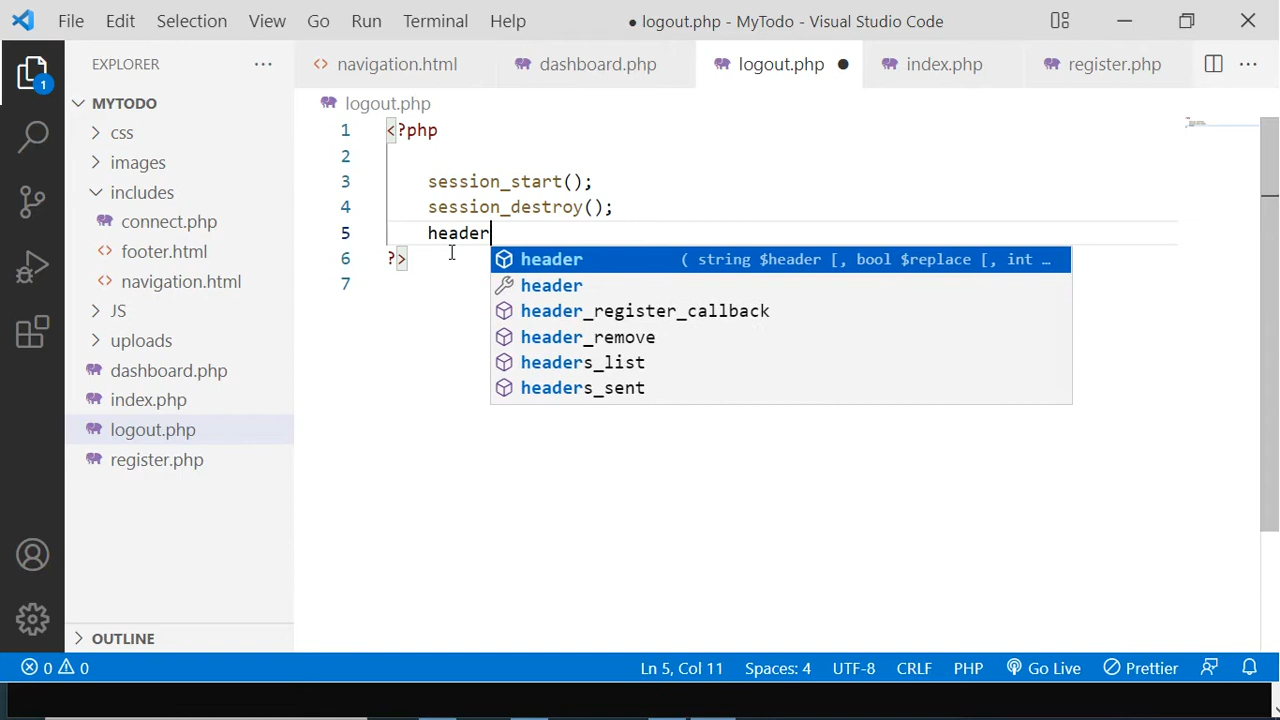 File Edit Selection View Go Run Terminal Help ● logout.php - MyTodo - Visual Studio Code
EXPLORER ...
navigation.html dashboard.php logout.php ● index.php register.php ...
1
MYTODO
css
images
includes
connect.php
footer.html
navigation.html
JS
uploads
dashboard.php
index.php
logout.php
register.php
OUTLINE
logout.php
1 <?php
2
3 session_start();
4 session_destroy();
5 header
6 ?>
7
header ( string $header [, bool $replace [, int …
header
header_register_callback
header_remove
headers_list
headers_sent
0 0 Ln 5, Col 11 Spaces: 4 UTF-8 CRLF PHP Go Live Prettier